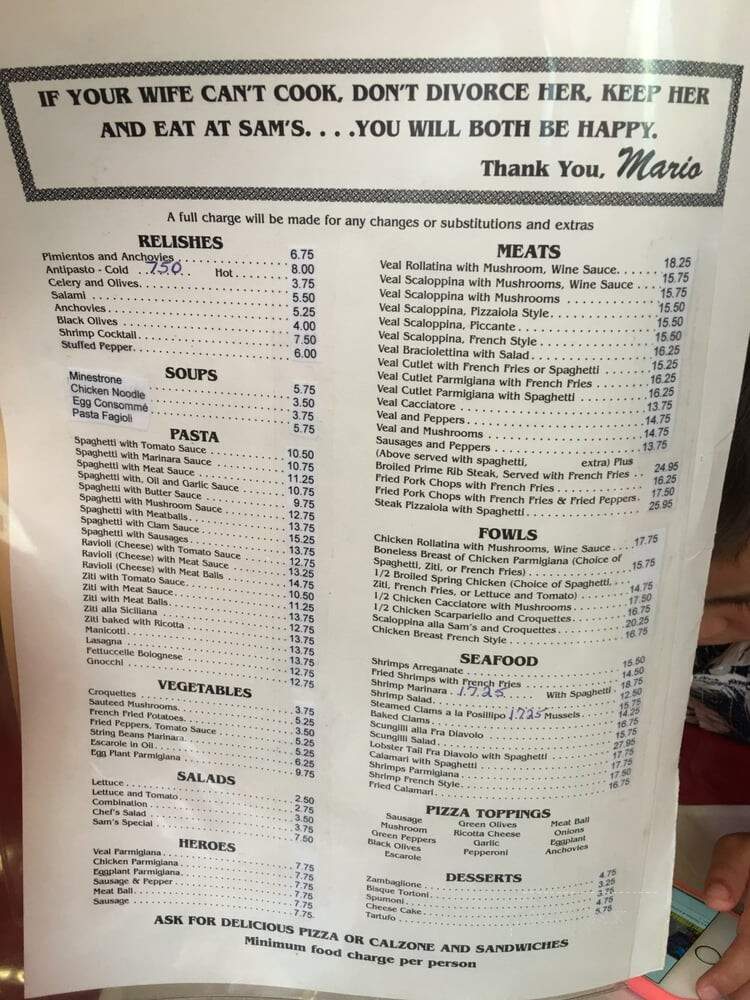 IF YOUR WIFE CAN'T COOK, DON'T DIVORCE HER, KEEP HER
AND EAT AT SAM'S. . . .YOU WILL BOTH BE HAPPY.
Thank You, Mario
A full charge will be made for any changes or substitutions and extras
RELISHES
Pimientos and Anchovies 6.75
Antipasto - Cold 7.50 Hot 8.00
Celery and Olives 3.75
Salami 5.50
Anchovies 5.25
Black Olives 4.00
Shrimp Cocktail 7.50
Stuffed Pepper 6.00
SOUPS
Minestrone 5.75
Chicken Noodle 3.50
Egg Consommé 3.75
Pasta Fagioli 5.75
PASTA
Spaghetti with Tomato Sauce 10.50
Spaghetti with Marinara Sauce 10.75
Spaghetti with Meat Sauce 11.25
Spaghetti with, Oil and Garlic Sauce 10.75
Spaghetti with Butter Sauce 9.75
Spaghetti with Mushroom Sauce 12.75
Spaghetti with Meatballs 13.75
Spaghetti with Clam Sauce 15.25
Spaghetti with Sausages 13.75
Ravioli (Cheese) with Tomato Sauce 12.75
Ravioli (Cheese) with Meat Sauce 13.25
Ravioli (Cheese) with Meat Balls 14.75
Ziti with Tomato Sauce 10.50
Ziti with Meat Sauce 11.25
Ziti with Meat Balls 13.75
Ziti alla Siciliana 12.75
Ziti baked with Ricotta 13.75
Manicotti 13.75
Lasagna 13.75
Fettuccelle Bolognese 12.75
Gnocchi 12.75
VEGETABLES
Croquettes 3.75
Sauteed Mushrooms 5.25
French Fried Potatoes 3.50
Fried Peppers, Tomato Sauce 5.25
String Beans Marinara 5.25
Escarole in Oil 6.25
Egg Plant Parmigiana 9.75
SALADS
Lettuce 2.50
Lettuce and Tomato 2.75
Combination 3.50
Chef's Salad 3.75
Sam's Special 7.50
HEROES
Veal Parmigiana 7.75
Chicken Parmigiana 7.75
Eggplant Parmigiana 7.75
Sausage & Pepper 7.75
Meat Ball 7.75
Sausage 7.75
MEATS
Veal Rollatina with Mushroom, Wine Sauce 18.25
Veal Scaloppina with Mushrooms, Wine Sauce 15.75
Veal Scaloppina with Mushrooms 15.75
Veal Scaloppina, Pizzaiola Style 15.50
Veal Scaloppina, Piccante 15.50
Veal Scaloppina, French Style 15.50
Veal Braciolettina with Salad 16.25
Veal Cutlet with French Fries or Spaghetti 15.25
Veal Cutlet Parmigiana with French Fries 16.25
Veal Cutlet Parmigiana with Spaghetti 16.25
Veal Cacciatore 13.75
Veal and Peppers 14.75
Veal and Mushrooms 14.75
Sausages and Peppers 13.75
(Above served with spaghetti, extra) Plus
Broiled Prime Rib Steak, Served with French Fries 24.95
Fried Pork Chops with French Fries 16.25
Fried Pork Chops with French Fries & Fried Peppers 17.50
Steak Pizzaiola with Spaghetti 25.95
FOWLS
Chicken Rollatina with Mushrooms, Wine Sauce 17.75
Boneless Breast of Chicken Parmigiana (Choice of
Spaghetti, Ziti, or French Fries) 15.75
1/2 Broiled Spring Chicken (Choice of Spaghetti,
Ziti, French Fries, or Lettuce and Tomato) 14.75
1/2 Chicken Cacciatore with Mushrooms 17.50
1/2 Chicken Scarpariello and Croquettes 16.75
Scaloppina alla Sam's and Croquettes 20.25
Chicken Breast French Style 16.75
SEAFOOD
Shrimps Arreganate 15.50
Fried Shrimps with French Fries 14.50
Shrimp Marinara 17.25 With Spaghetti 18.75
Shrimp Salad 12.50
Steamed Clams a la Posillipo 17.25 Mussels 15.75
Baked Clams 14.25
Scungilli alla Fra Diavolo 16.75
Scungilli Salad 15.75
Lobster Tail Fra Diavolo with Spaghetti 27.95
Calamari with Spaghetti 17.75
Shrimps Parmigiana 17.75
Shrimp French Style 17.50
Fried Calamari 16.75
PIZZA TOPPINGS
Sausage Green Olives Meat Ball
Mushroom Ricotta Cheese Onions
Green Peppers Garlic Eggplant
Black Olives Pepperoni Anchovies
Escarole
DESSERTS
Zambaglione 4.75
Bisque Tortoni 3.25
Spumoni 3.75
Cheese Cake 4.75
Tartufo 5.75
ASK FOR DELICIOUS PIZZA OR CALZONE AND SANDWICHES
Minimum food charge per person